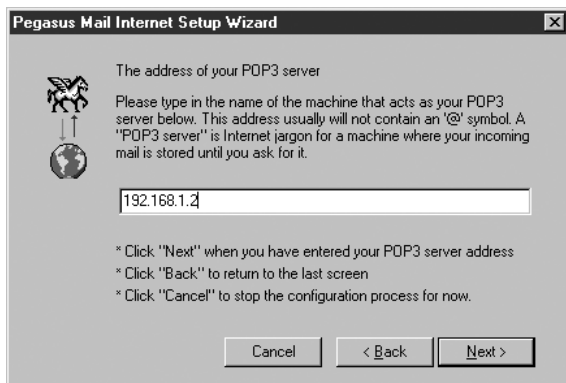 Pegasus Mail Internet Setup Wizard
The address of your POP3 server
Please type in the name of the machine that acts as your POP3
server below. This address usually will not contain an '@' symbol. A
"POP3 server" is Internet jargon for a machine where your incoming
mail is stored until you ask for it.
192.168.1.2
* Click "Next" when you have entered your POP3 server address
* Click "Back" to return to the last screen
* Click "Cancel" to stop the configuration process for now.
Cancel < Back Next >